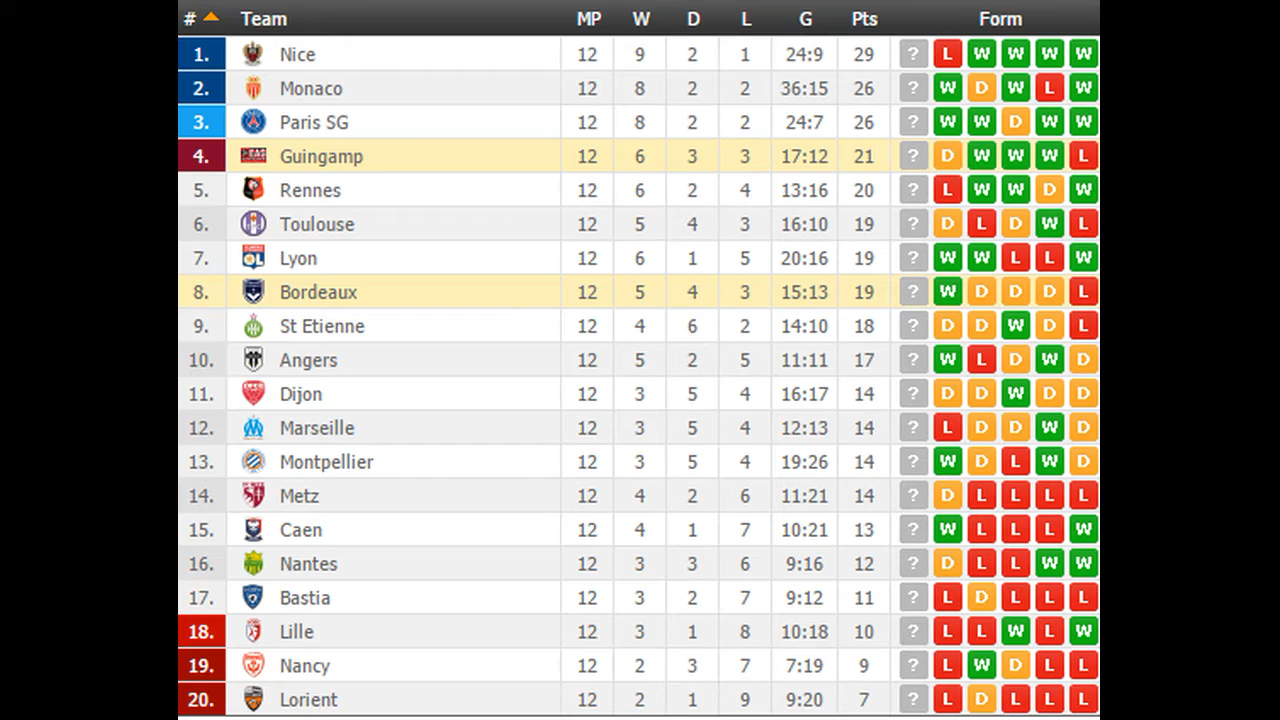 # Team MP W D L G Pts Form
1. Nice 12 9 2 1 24:9 29 ? L W W W W
2. Monaco 12 8 2 2 36:15 26 ? W D W L W
3. Paris SG 12 8 2 2 24:7 26 ? W W D W W
4. Guingamp 12 6 3 3 17:12 21 ? D W W W L
5. Rennes 12 6 2 4 13:16 20 ? L W W D W
6. Toulouse 12 5 4 3 16:10 19 ? D L D W L
7. Lyon 12 6 1 5 20:16 19 ? W W L L W
8. Bordeaux 12 5 4 3 15:13 19 ? W D D D L
9. St Etienne 12 4 6 2 14:10 18 ? D D W D L
10. Angers 12 5 2 5 11:11 17 ? W L D W D
11. Dijon 12 3 5 4 16:17 14 ? D D W D D
12. Marseille 12 3 5 4 12:13 14 ? L D D W D
13. Montpellier 12 3 5 4 19:26 14 ? W D L W D
14. Metz 12 4 2 6 11:21 14 ? D L L L L
15. Caen 12 4 1 7 10:21 13 ? W L L L W
16. Nantes 12 3 3 6 9:16 12 ? D L L W W
17. Bastia 12 3 2 7 9:12 11 ? L D L L L
18. Lille 12 3 1 8 10:18 10 ? L L W L W
19. Nancy 12 2 3 7 7:19 9 ? L W D L L
20. Lorient 12 2 1 9 9:20 7 ? L D L L L